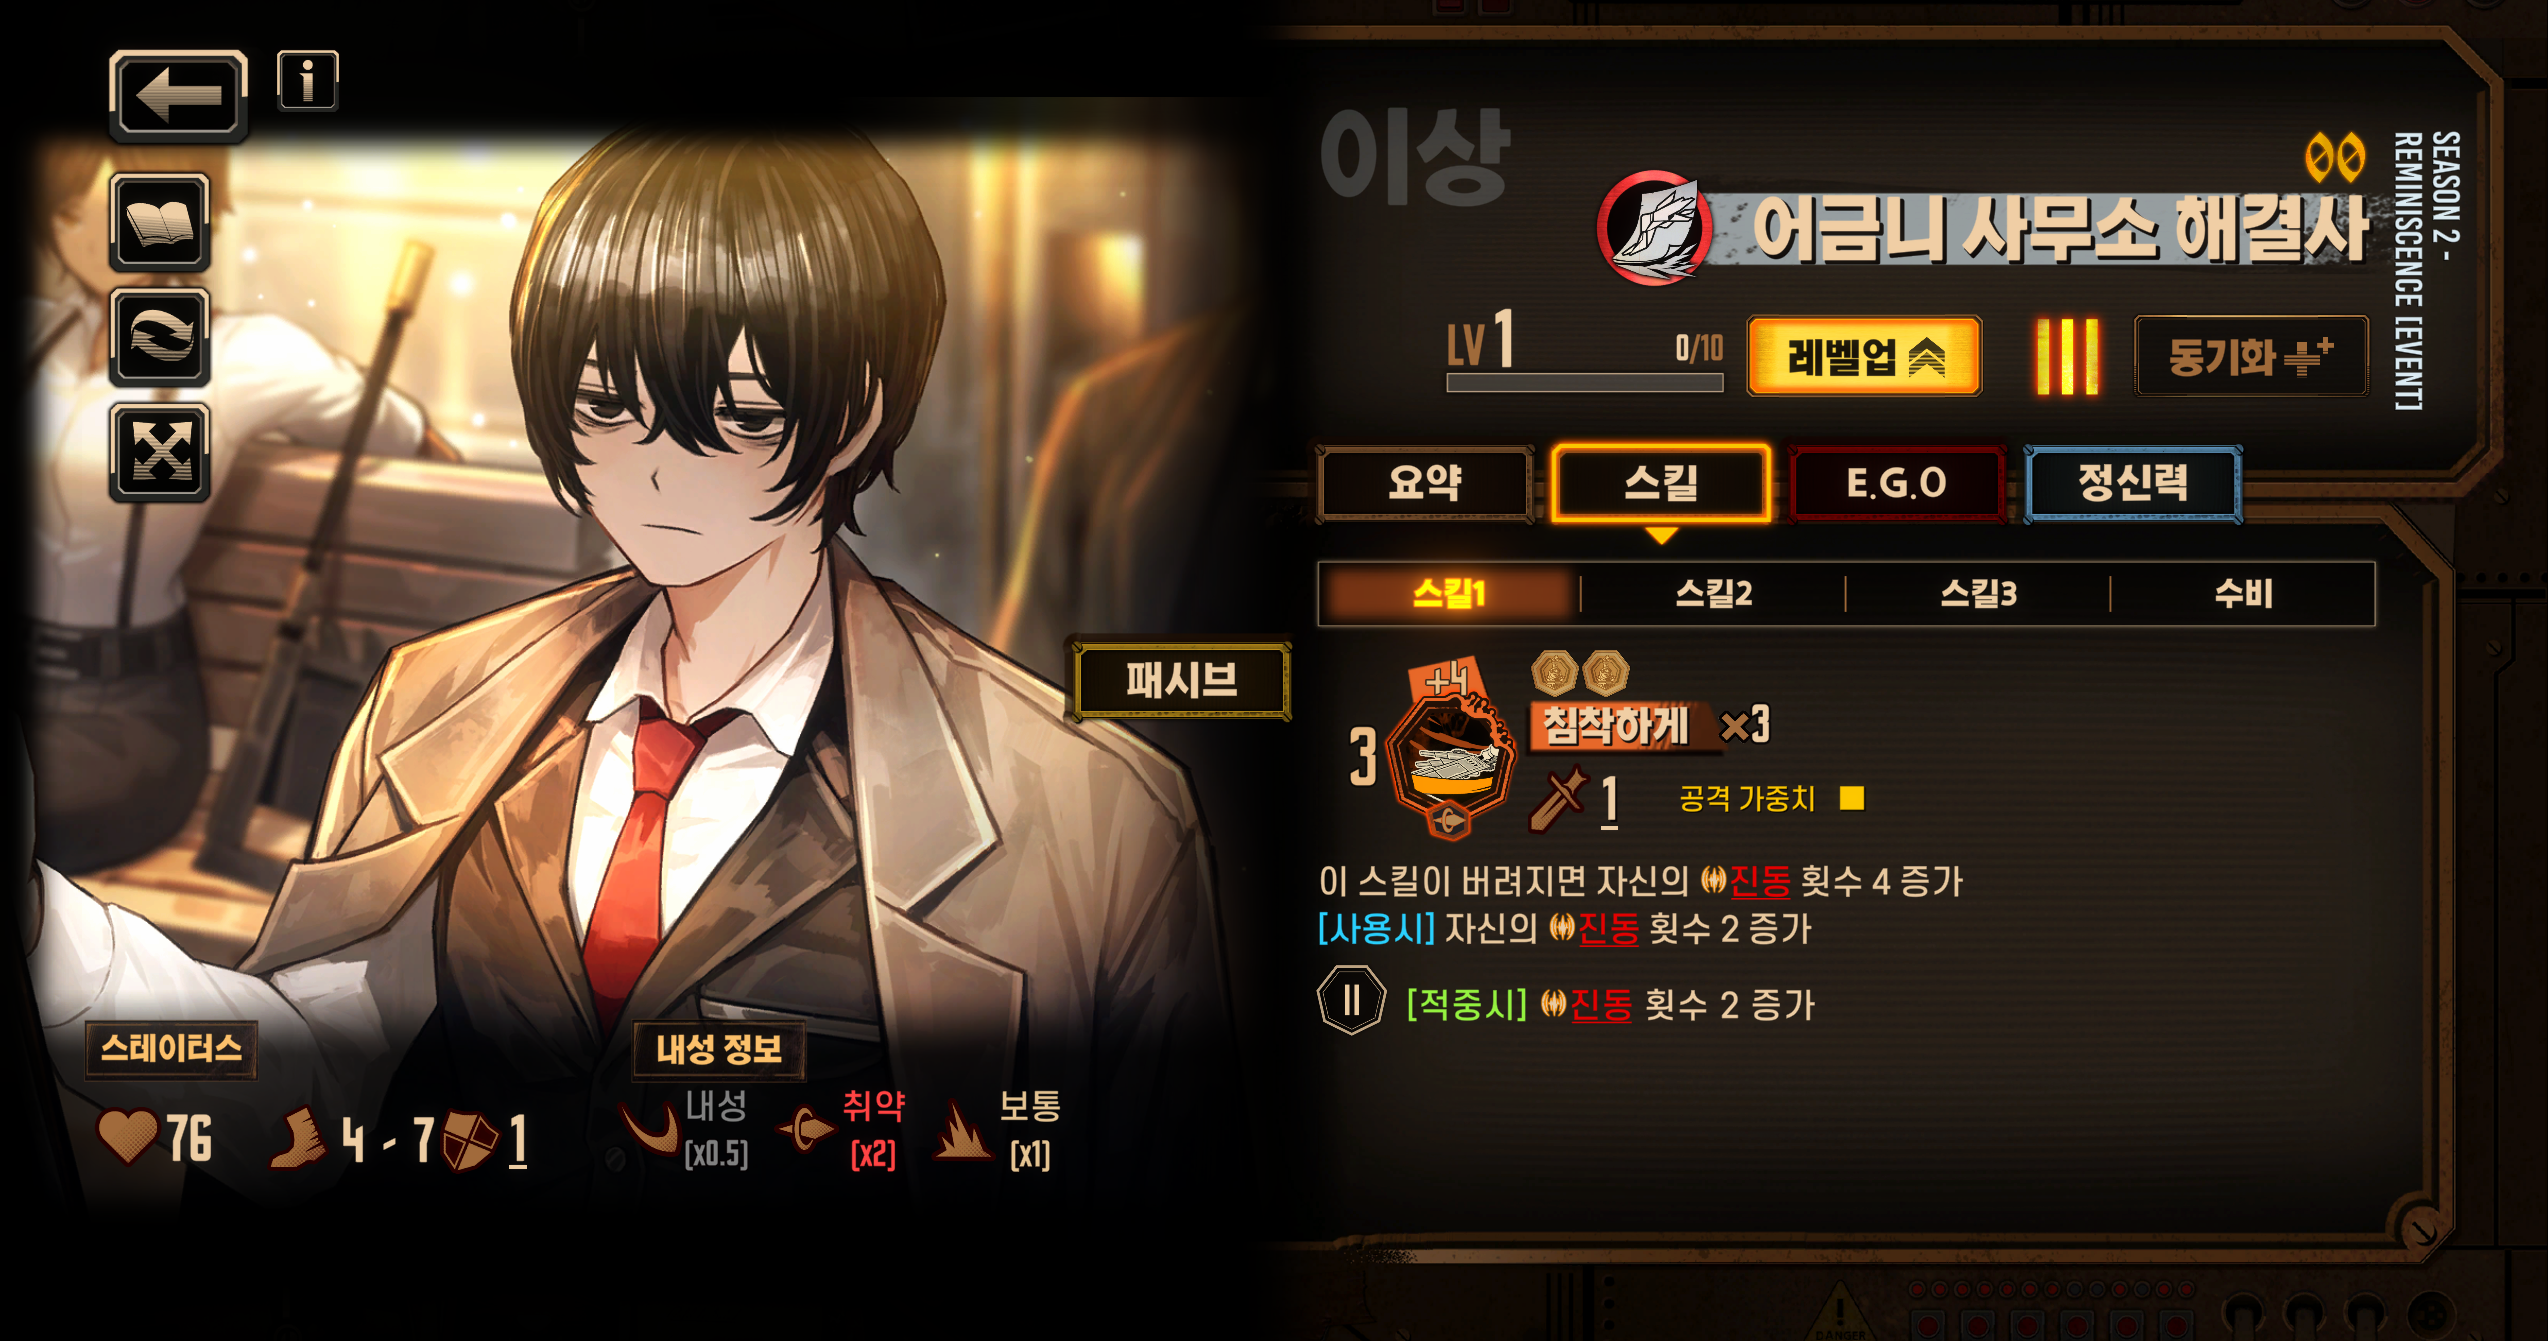 이상
어금니 사무소 해결사
SEASON 2 -
REMINISCENCE [EVENT]
LV 1
0/10
레벨업
동기화
요약
스킬
E.G.O
정신력
스킬1
스킬2
스킬3
수비
패시브
+4
3
침착하게 ×3
1
공격 가중치
이 스킬이 버려지면 자신의 진동 횟수 4 증가
[사용시] 자신의 진동 횟수 2 증가
II [적중시] 진동 횟수 2 증가
스테이터스
76
4 - 7
1
내성 정보
내성
[x0.5]
취약
[x2]
보통
[x1]
DANGER